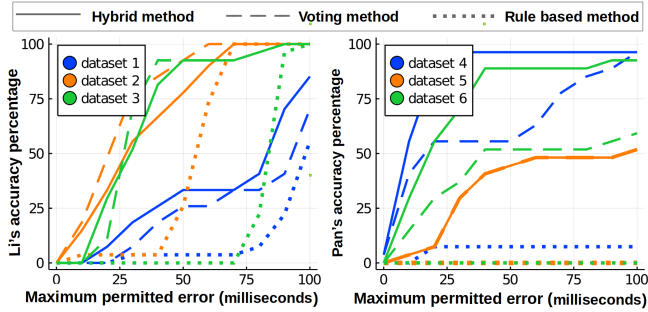 Hybrid method Voting method Rule based method
Li's accuracy percentage
100
75
50
25
0
dataset 1
dataset 2
dataset 3
0 25 50 75 100
Maximum permitted error (milliseconds)
Pan's accuracy percentage
100
75
50
25
0
dataset 4
dataset 5
dataset 6
0 25 50 75 100
Maximum permitted error (milliseconds)